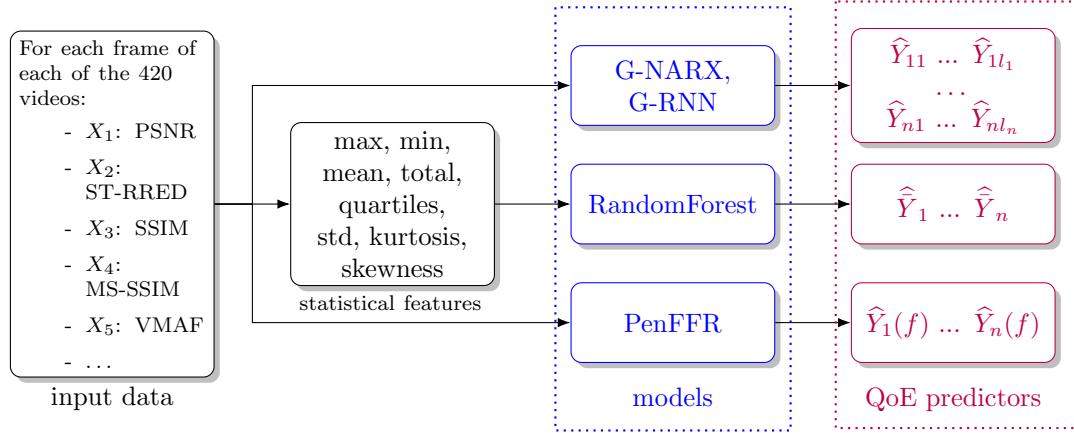 For each frame of
each of the 420
videos:
- X₁: PSNR
- X₂:
ST-RRED
- X₃: SSIM
- X₄:
MS-SSIM
- X₅: VMAF
- ...
input data
max, min,
mean, total,
quartiles,
std, kurtosis,
skewness
statistical features
G-NARX,
G-RNN
RandomForest
PenFFR
models
Ŷ₁₁ ... Ŷ₁ₗ₁
...
Ŷₙ₁ ... Ŷₙₗₙ
Ȳ̂₁ ... Ȳ̂ₙ
Ŷ₁(f) ... Ŷₙ(f)
QoE predictors